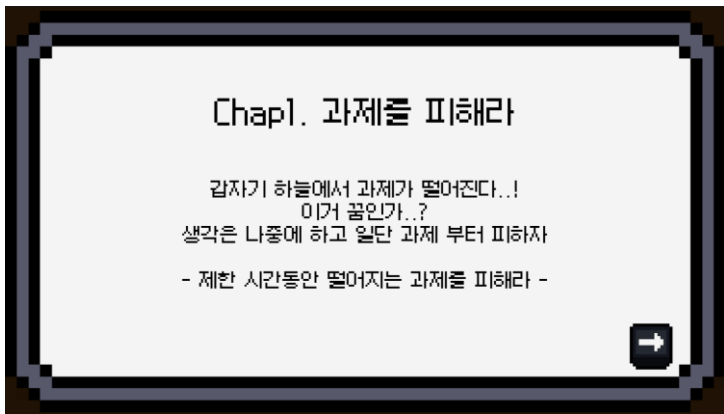 Chap1. 과제를 피해라
갑자기 하늘에서 과제가 떨어진다..!
이거 꿈인가..?
생각은 나중에 하고 일단 과제 부터 피하자
- 제한 시간동안 떨어지는 과제를 피해라 -